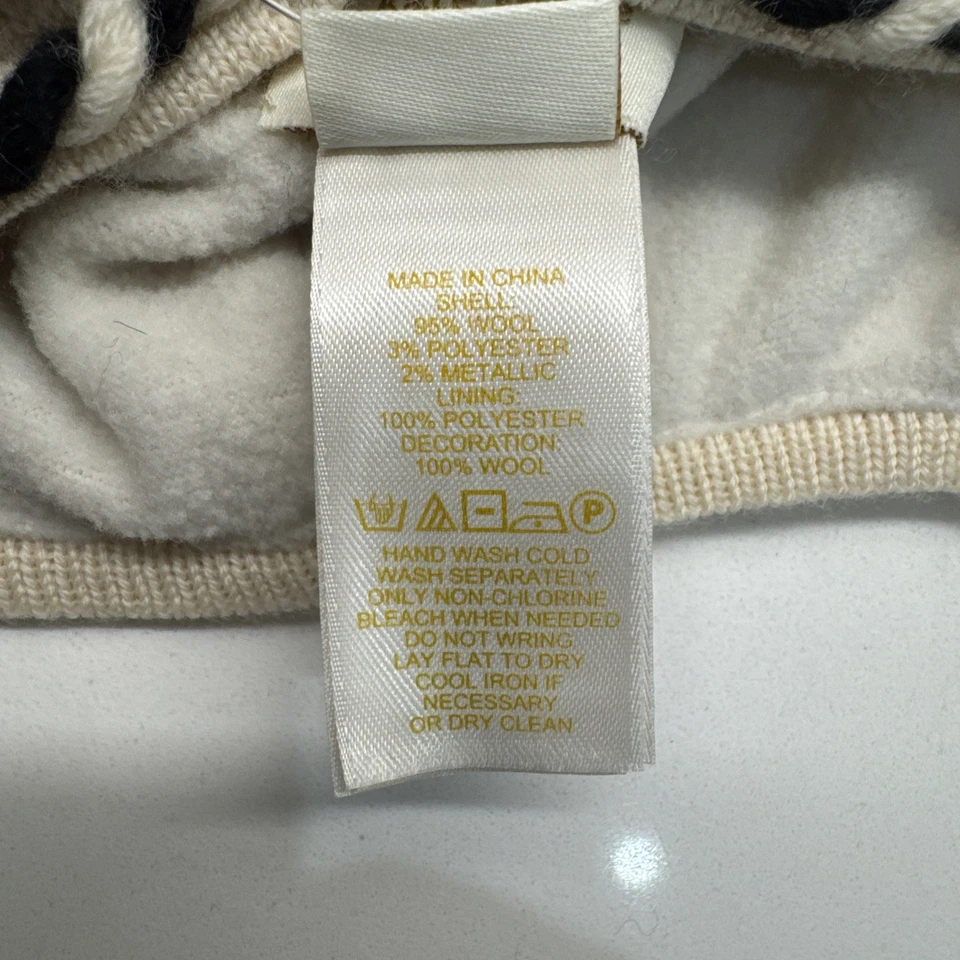 MADE IN CHINA
SHELL:
95% WOOL
3% POLYESTER
2% METALLIC
LINING:
100% POLYESTER
DECORATION:
100% WOOL
P
HAND WASH COLD
WASH SEPARATELY
ONLY NON-CHLORINE
BLEACH WHEN NEEDED
DO NOT WRING
LAY FLAT TO DRY
COOL IRON IF
NECESSARY
OR DRY CLEAN